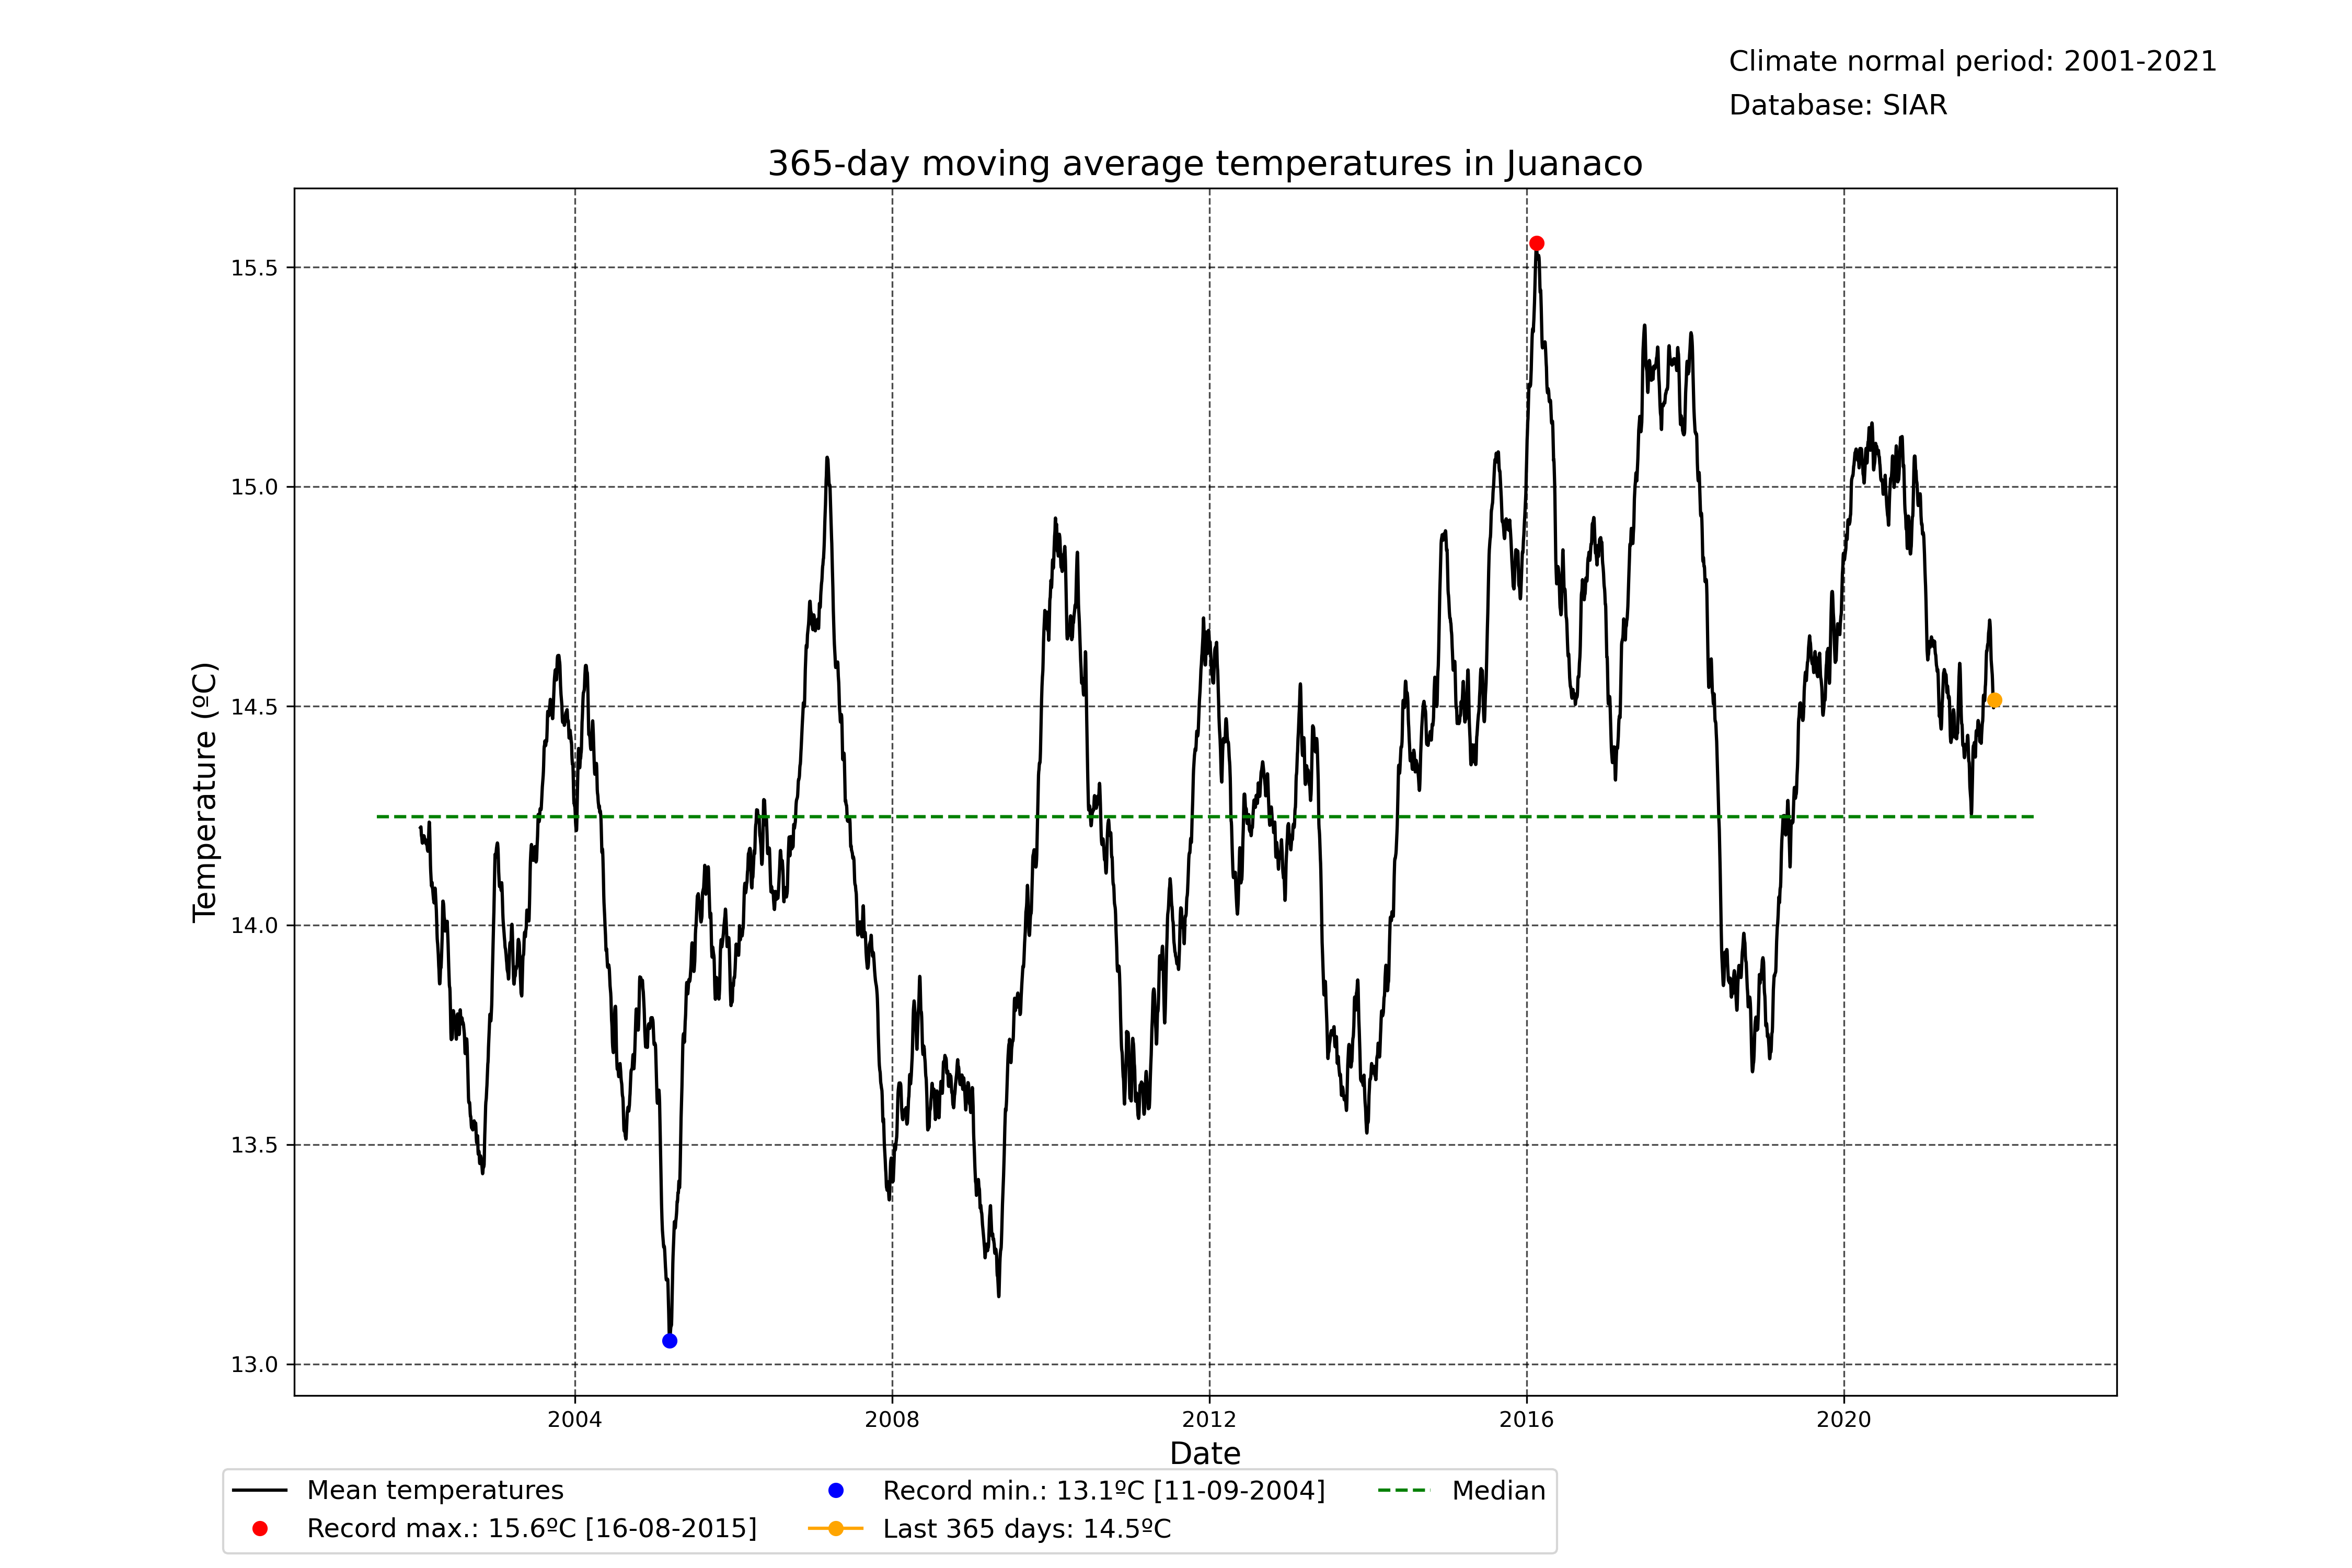 Climate normal period: 2001-2021
Database: SIAR
365-day moving average temperatures in Juanaco
15.5
15.0
14.5
14.0
13.5
13.0
Temperature (ºC)
2004 2008 2012 2016 2020
Date
Mean temperatures
Record max.: 15.6ºC [16-08-2015]
Record min.: 13.1ºC [11-09-2004]
Last 365 days: 14.5ºC
Median